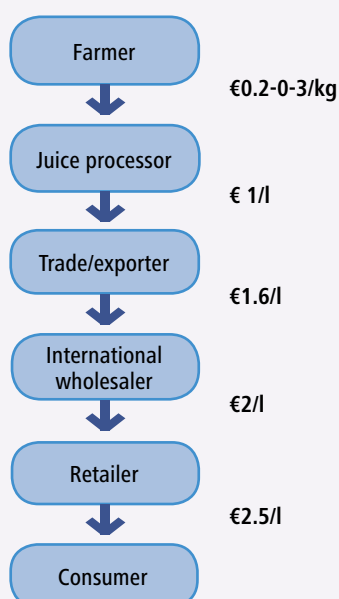 Farmer
€0.2-0-3/kg
Juice processor
€ 1/l
Trade/exporter
€1.6/l
International
wholesaler
€2/l
Retailer
€2.5/l
Consumer